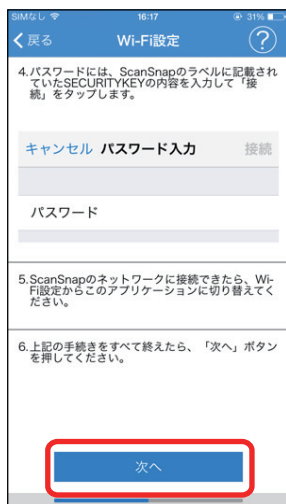 SIMなし 16:17 31%
戻る Wi-Fi設定 ?
4.パスワードには、ScanSnapのラベルに記載され
ていたSECURITYKEYの内容を入力して「接
続」をタップします。
キャンセル パスワード入力 接続
パスワード
5.ScanSnapのネットワークに接続できたら、Wi-
Fi設定からこのアプリケーションに切り替えてく
ださい。
6.上記の手続きをすべて終えたら、「次へ」ボタン
を押してください。
次へ